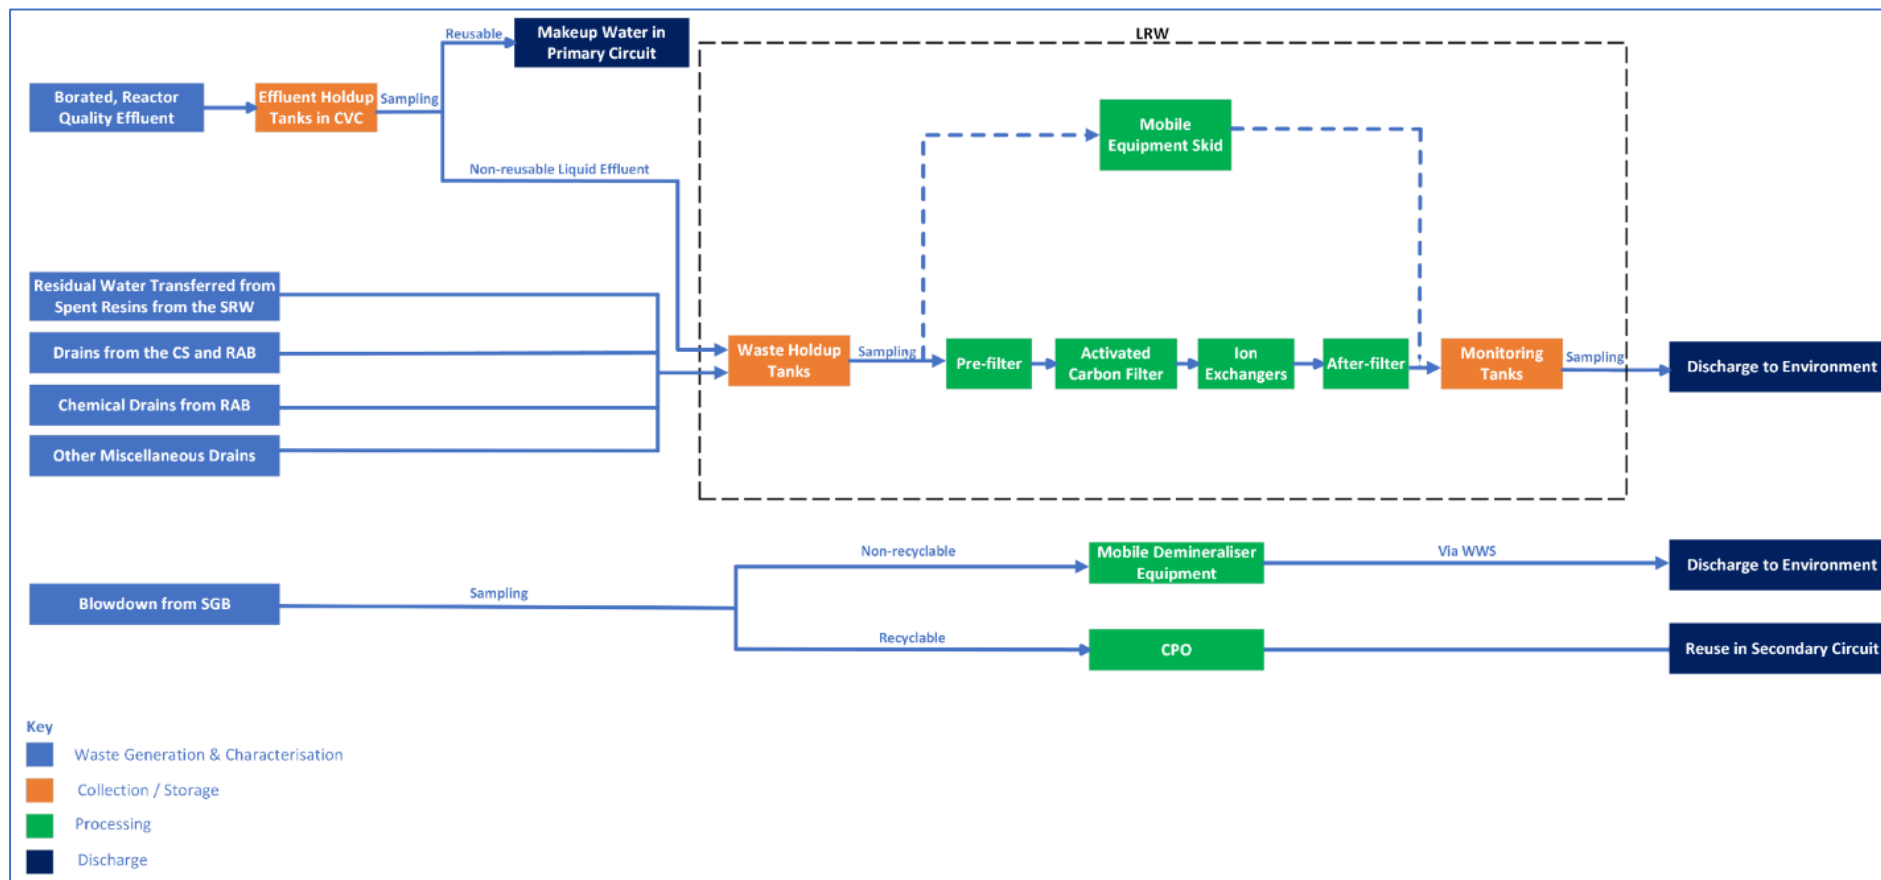 Reusable
Makeup Water in
Primary Circuit
LRW
Borated, Reactor
Quality Effluent
Effluent Holdup
Tanks in CVC
Sampling
Mobile
Equipment Skid
Non-reusable Liquid Effluent
Residual Water Transferred from
Spent Resins from the SRW
Drains from the CS and RAB
Chemical Drains from RAB
Other Miscellaneous Drains
Waste Holdup
Tanks
Sampling
Pre-filter
Activated
Carbon Filter
Ion
Exchangers
After-filter
Monitoring
Tanks
Sampling
Discharge to Environment
Blowdown from SGB
Sampling
Non-recyclable
Mobile Demineraliser
Equipment
Via WWS
Discharge to Environment
Recyclable
CPO
Reuse in Secondary Circuit
Key
Waste Generation & Characterisation
Collection / Storage
Processing
Discharge